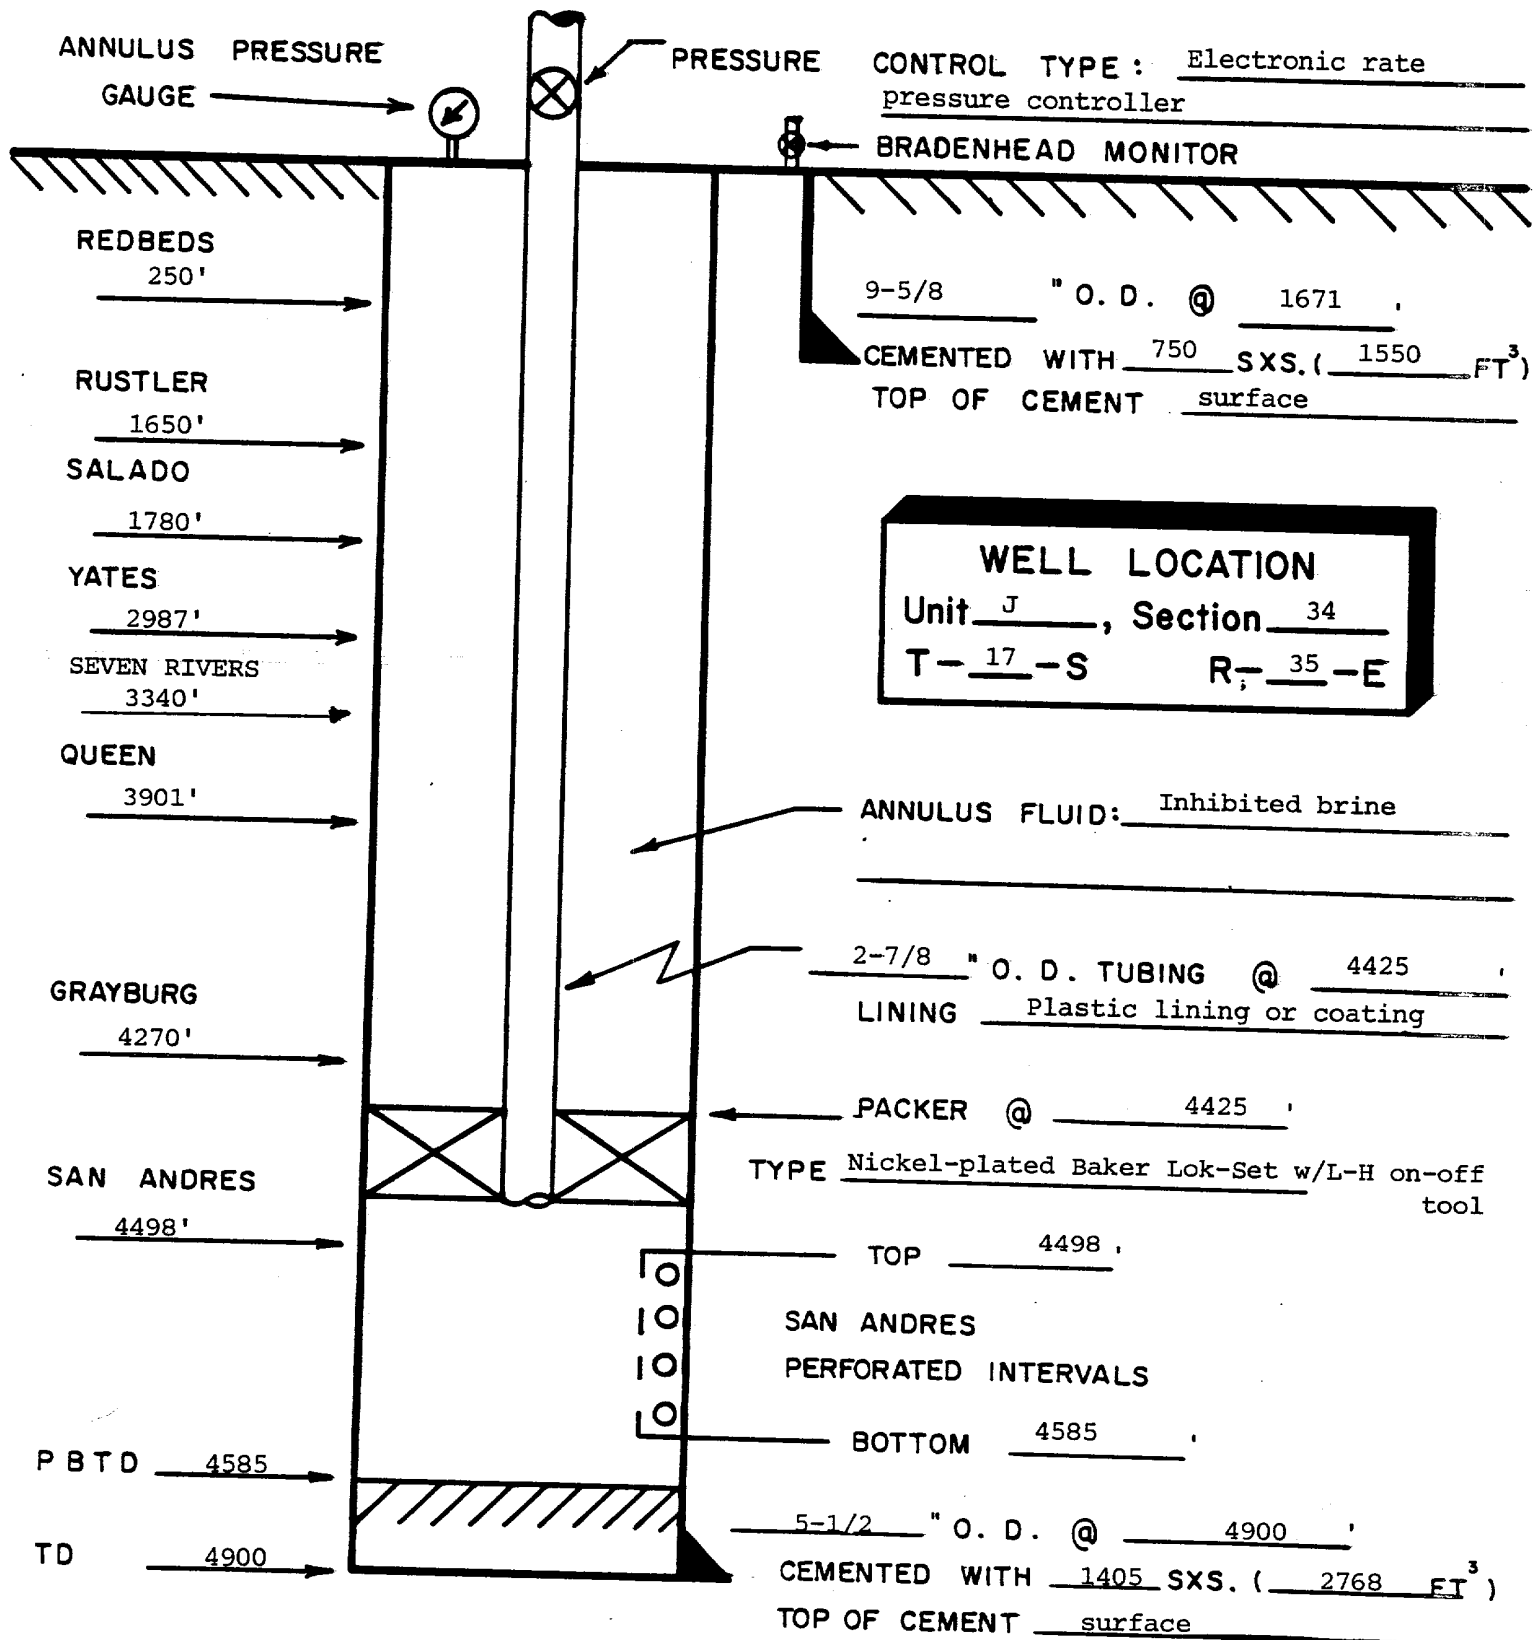 ANNULUS PRESSURE
GAUGE
PRESSURE CONTROL TYPE: Electronic rate
pressure controller
BRADENHEAD MONITOR
REDBEDS
250'
RUSTLER
1650'
SALADO
1780'
YATES
2987'
SEVEN RIVERS
3340'
QUEEN
3901'
GRAYBURG
4270'
SAN ANDRES
4498'
PBTD 4585
TD 4900
9-5/8 " O. D. @ 1671 '
CEMENTED WITH 750 SXS. ( 1550 FT³)
TOP OF CEMENT surface
WELL LOCATION
Unit J , Section 34
T- 17 -S R- 35 -E
ANNULUS FLUID: Inhibited brine
2-7/8 " O. D. TUBING @ 4425 '
LINING Plastic lining or coating
PACKER @ 4425 '
TYPE Nickel-plated Baker Lok-Set w/L-H on-off
tool
TOP 4498 '
SAN ANDRES
PERFORATED INTERVALS
BOTTOM 4585 '
5-1/2 " O. D. @ 4900 '
CEMENTED WITH 1405 SXS. ( 2768 FT³)
TOP OF CEMENT surface